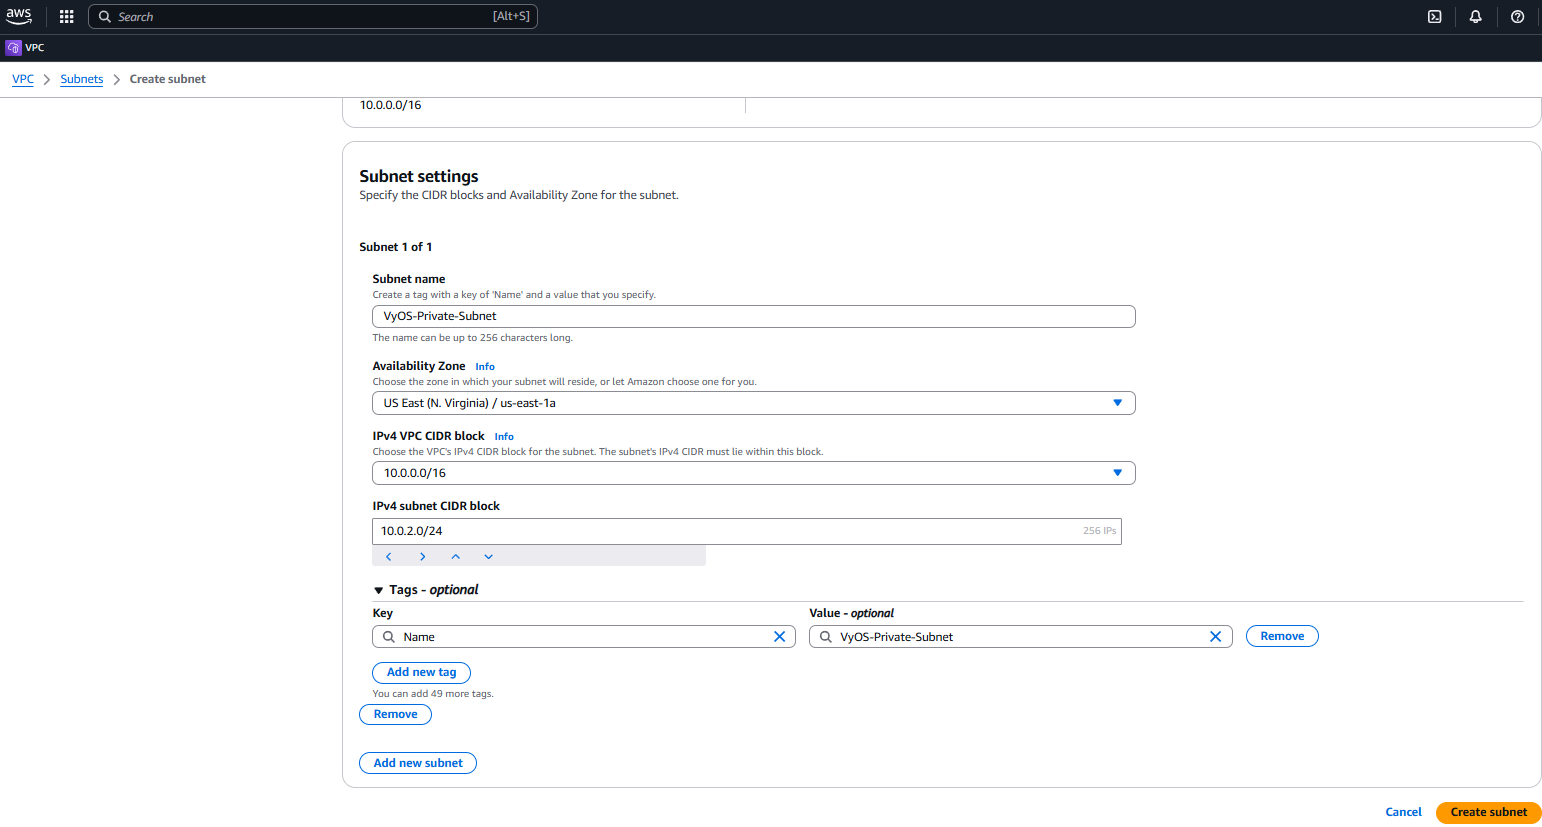 aws
Search [Alt+S]
VPC
VPC > Subnets > Create subnet
10.0.0.0/16
Subnet settings
Specify the CIDR blocks and Availability Zone for the subnet.
Subnet 1 of 1
Subnet name
Create a tag with a key of 'Name' and a value that you specify.
VyOS-Private-Subnet
The name can be up to 256 characters long.
Availability Zone Info
Choose the zone in which your subnet will reside, or let Amazon choose one for you.
US East (N. Virginia) / us-east-1a
IPv4 VPC CIDR block Info
Choose the VPC's IPv4 CIDR block for the subnet. The subnet's IPv4 CIDR must lie within this block.
10.0.0.0/16
IPv4 subnet CIDR block
10.0.2.0/24 256 IPs
Tags - optional
Key Value - optional
Name VyOS-Private-Subnet Remove
Add new tag
You can add 49 more tags.
Remove
Add new subnet
Cancel Create subnet